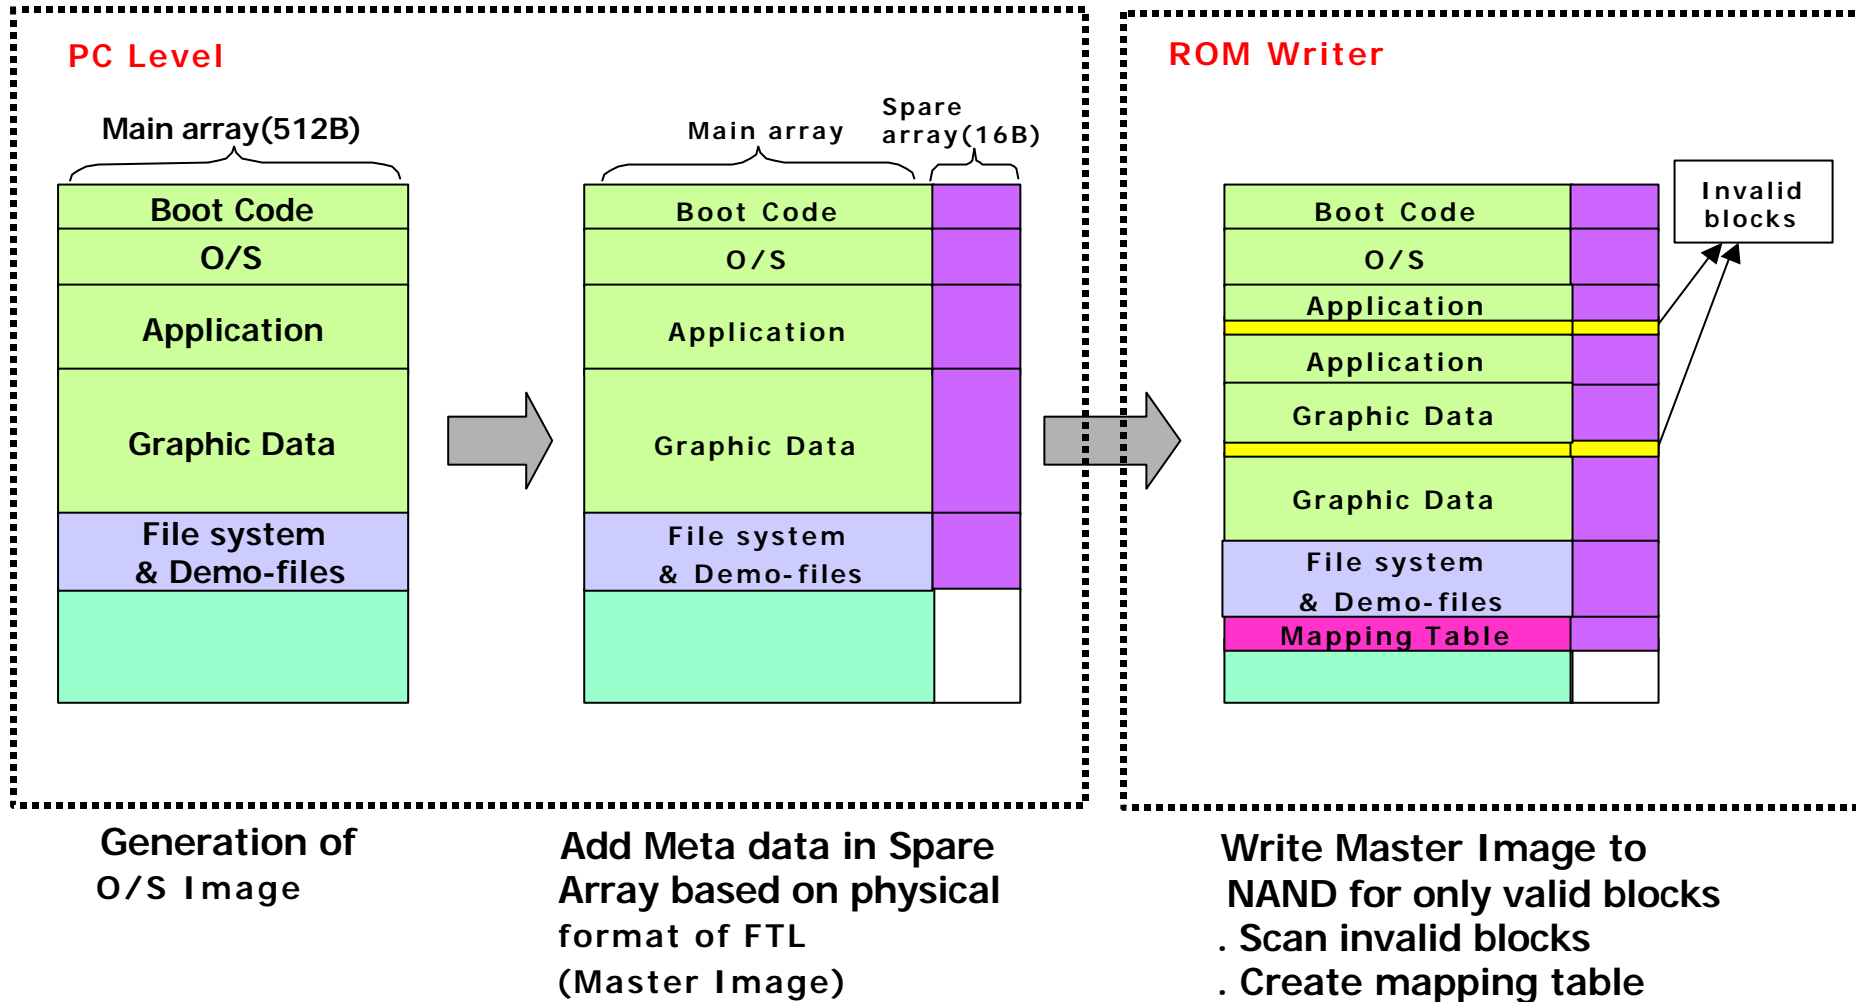 PC Level
Main array(512B)
Boot Code
O/S
Application
Graphic Data
File system
& Demo-files
Generation of
O/S Image
Main array
Spare
array(16B)
Boot Code
O/S
Application
Graphic Data
File system
& Demo-files
Add Meta data in Spare
Array based on physical
format of FTL
(Master Image)
ROM Writer
Boot Code
O/S
Application
Application
Graphic Data
Graphic Data
File system
& Demo-files
Mapping Table
Invalid
blocks
Write Master Image to
NAND for only valid blocks
. Scan invalid blocks
. Create mapping table